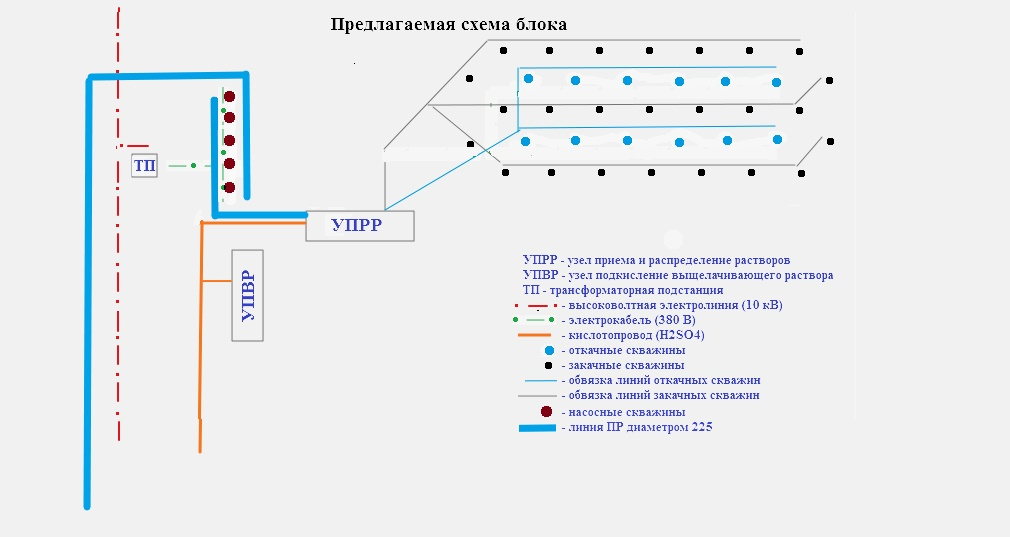 Предлагаемая схема блока
ТП
УПРР
УПВР
УПРР - узел приема и распределение растворов
УПВР - узел подкисление выщелачивающего раствора
ТП - трансформаторная подстанция
- высоковолтная электролиния (10 кВ)
- электрокабель (380 В)
- кислотопровод (H2SO4)
- откачные скважины
- закачные скважины
- обвязка линий откачных скважин
- обвязка линий закачных скважин
- насосные скважины
- линия ПР диаметром 225